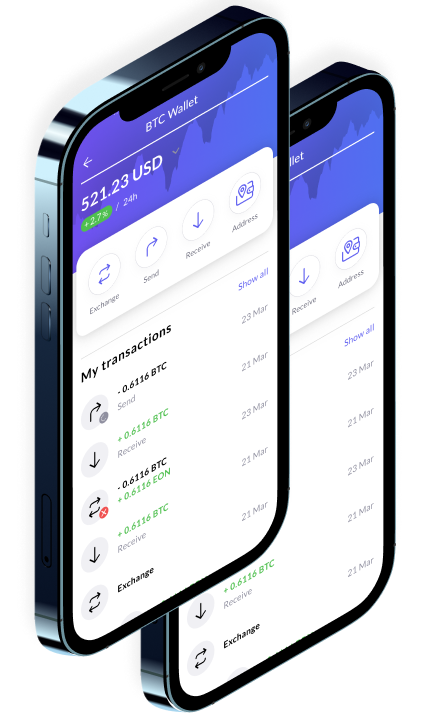 BTC Wallet
521.23 USD
+2.7% / 24h
Exchange
Send
Receive
Address
My transactions
Show all
- 0.6116 BTC
Send
23 Mar
+ 0.6116 BTC
Receive
21 Mar
- 0.6116 BTC
+ 0.6116 EON
23 Mar
+ 0.6116 BTC
Receive
21 Mar
Exchange
21 Mar
llet
Receive
Address
Show all
23 Mar
21 Mar
23 Mar
21 Mar
+ 0.6116 BTC
Receive
21 Mar
Exchange